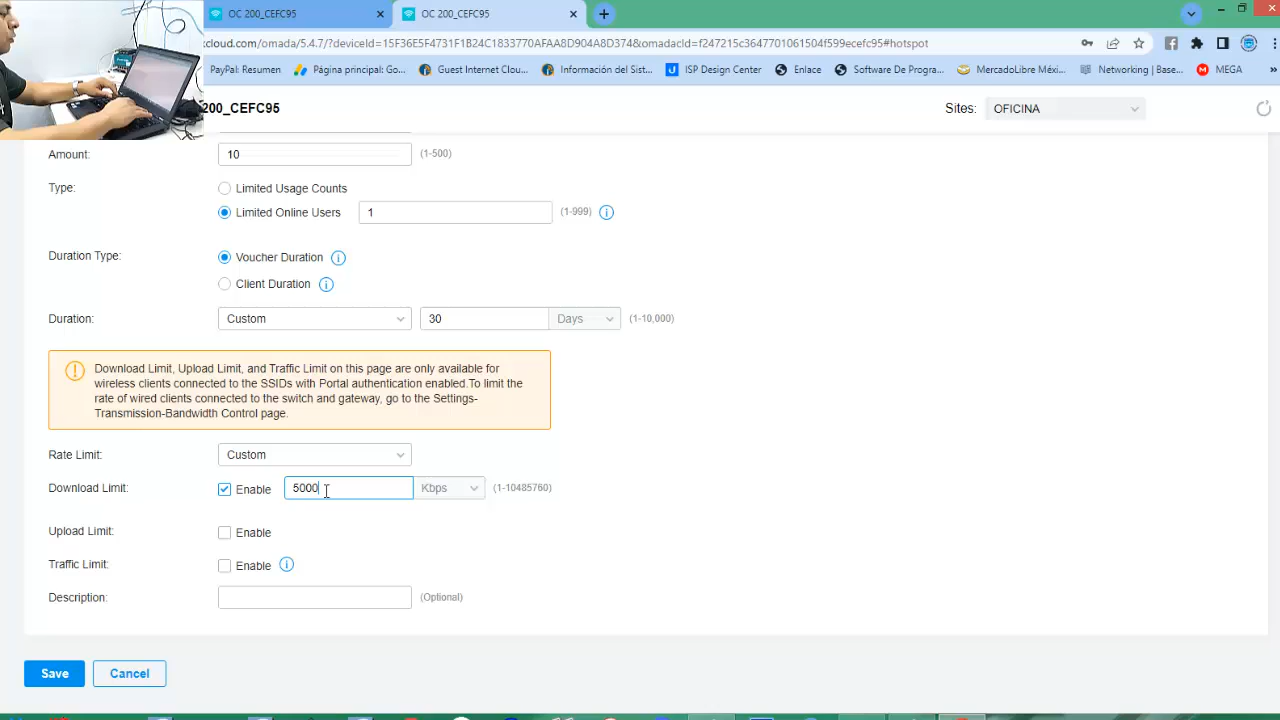 OC 200_CEFC95
OC 200_CEFC95
xcloud.com/omada/5.4.7/?deviceId=15F36E5F4731F1B24C1833770AFAA8D904A8D374&omadacId=f247215c3647701061504f599ecefc95#hotspot
PayPal: Resumen
Página principal: Go...
Guest Internet Clou...
Información del Sist...
ISP Design Center
Enlace
Software De Progra...
MercadoLibre Méxi...
Networking | Base...
MEGA
200_CEFC95
Sites:
OFICINA
Amount:
10
(1-500)
Type:
Limited Usage Counts
Limited Online Users
1
(1-999)
Duration Type:
Voucher Duration
Client Duration
Duration:
Custom
30
Days
(1-10,000)
Download Limit, Upload Limit, and Traffic Limit on this page are only available for
wireless clients connected to the SSIDs with Portal authentication enabled.To limit the
rate of wired clients connected to the switch and gateway, go to the Settings-
Transmission-Bandwidth Control page.
Rate Limit:
Custom
Download Limit:
Enable
5000
Kbps
(1-10485760)
Upload Limit:
Enable
Traffic Limit:
Enable
Description:
(Optional)
Save
Cancel